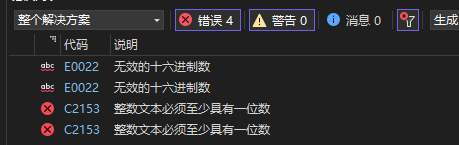 整个解决方案 错误 4 警告 0 消息 0 生成
代码 说明
abc E0022 无效的十六进制数
abc E0022 无效的十六进制数
C2153 整数文本必须至少具有一位数
C2153 整数文本必须至少具有一位数